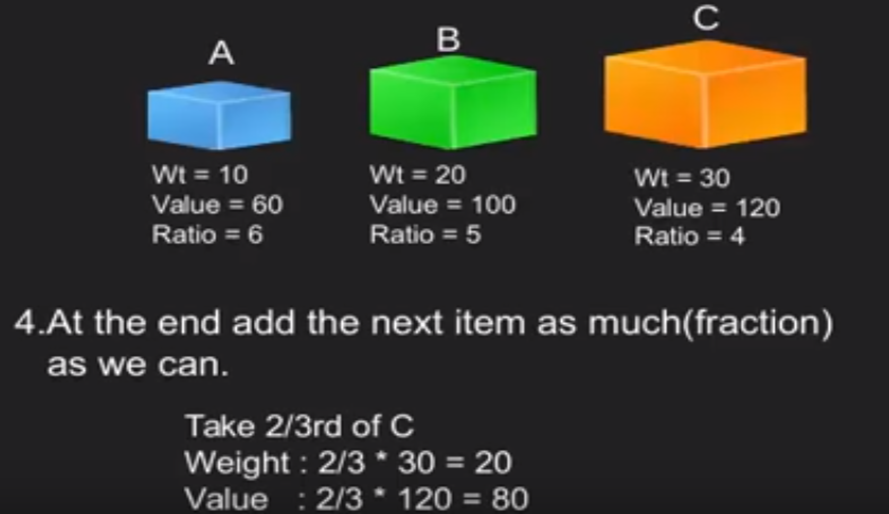 A
B
C
Wt = 10
Value = 60
Ratio = 6
Wt = 20
Value = 100
Ratio = 5
Wt = 30
Value = 120
Ratio = 4
4.At the end add the next item as much(fraction)
as we can.
Take 2/3rd of C
Weight : 2/3 * 30 = 20
Value : 2/3 * 120 = 80